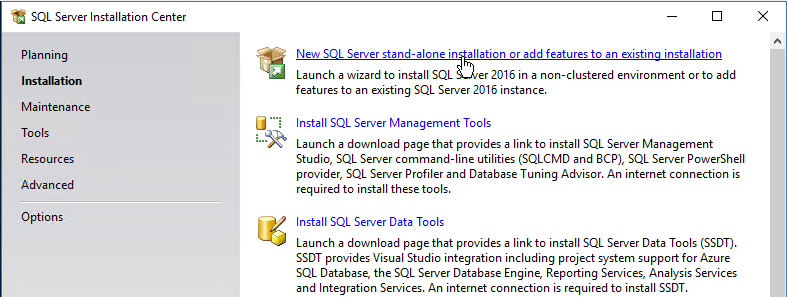 SQL Server Installation Center
Planning
Installation
Maintenance
Tools
Resources
Advanced
Options
New SQL Server stand-alone installation or add features to an existing installation
Launch a wizard to install SQL Server 2016 in a non-clustered environment or to add
features to an existing SQL Server 2016 instance.
Install SQL Server Management Tools
Launch a download page that provides a link to install SQL Server Management
Studio, SQL Server command-line utilities (SQLCMD and BCP), SQL Server PowerShell
provider, SQL Server Profiler and Database Tuning Advisor. An internet connection is
required to install these tools.
Install SQL Server Data Tools
Launch a download page that provides a link to install SQL Server Data Tools (SSDT).
SSDT provides Visual Studio integration including project system support for Azure
SQL Database, the SQL Server Database Engine, Reporting Services, Analysis Services
and Integration Services. An internet connection is required to install SSDT.